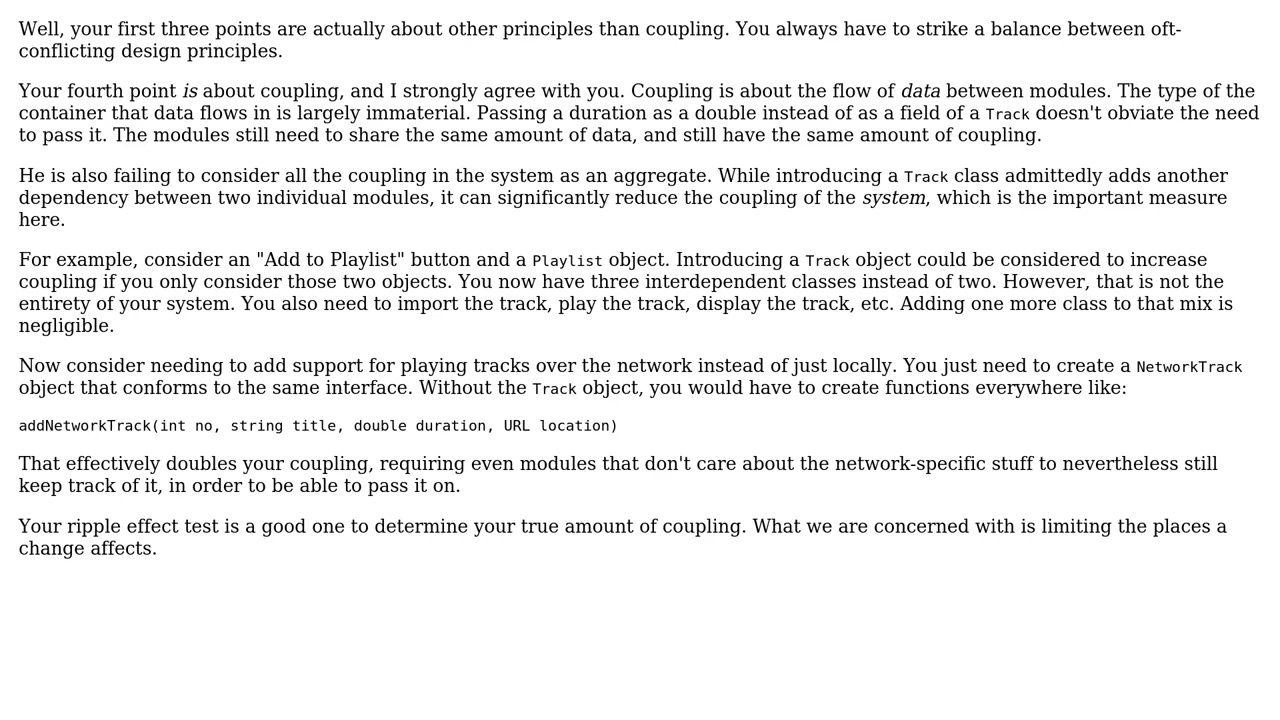 Well, your first three points are actually about other principles than coupling. You always have to strike a balance between oft-
conflicting design principles.
Your fourth point is about coupling, and I strongly agree with you. Coupling is about the flow of data between modules. The type of the
container that data flows in is largely immaterial. Passing a duration as a double instead of as a field of a Track doesn't obviate the need
to pass it. The modules still need to share the same amount of data, and still have the same amount of coupling.
He is also failing to consider all the coupling in the system as an aggregate. While introducing a Track class admittedly adds another
dependency between two individual modules, it can significantly reduce the coupling of the system, which is the important measure
here.
For example, consider an "Add to Playlist" button and a Playlist object. Introducing a Track object could be considered to increase
coupling if you only consider those two objects. You now have three interdependent classes instead of two. However, that is not the
entirety of your system. You also need to import the track, play the track, display the track, etc. Adding one more class to that mix is
negligible.
Now consider needing to add support for playing tracks over the network instead of just locally. You just need to create a NetworkTrack
object that conforms to the same interface. Without the Track object, you would have to create functions everywhere like:
addNetworkTrack(int no, string title, double duration, URL location)
That effectively doubles your coupling, requiring even modules that don't care about the network-specific stuff to nevertheless still
keep track of it, in order to be able to pass it on.
Your ripple effect test is a good one to determine your true amount of coupling. What we are concerned with is limiting the places a
change affects.